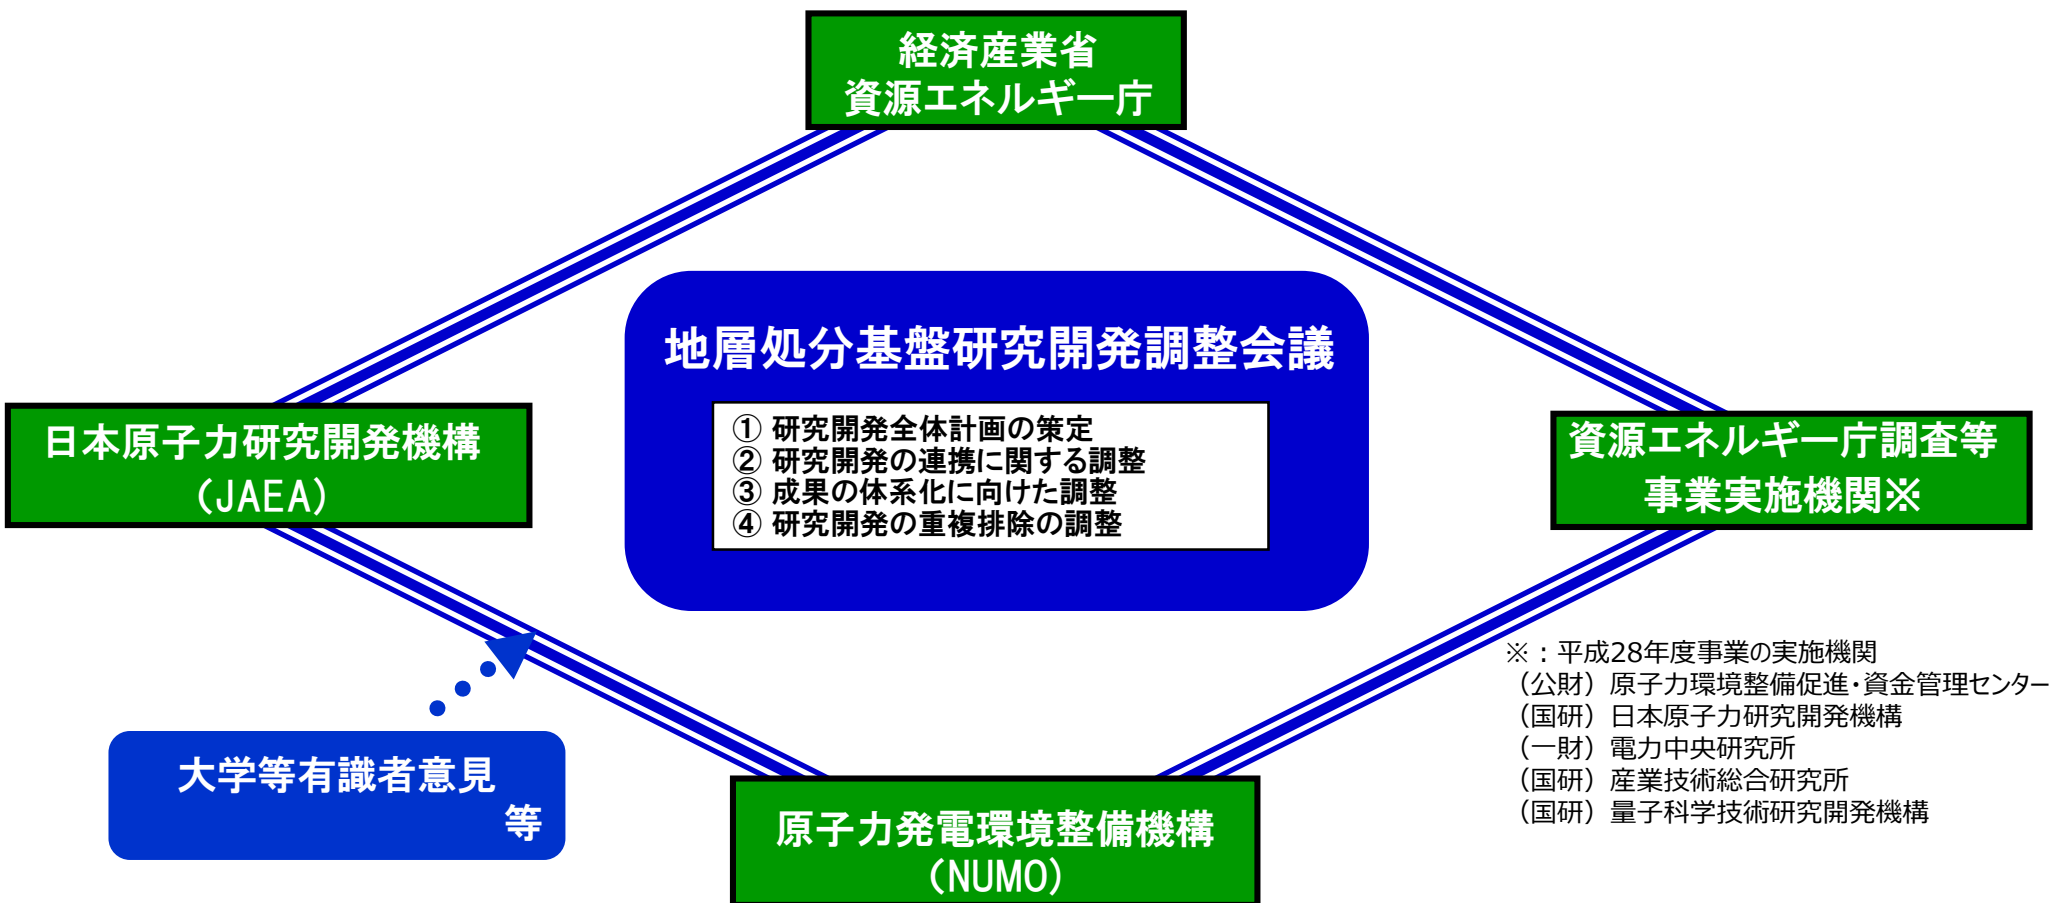 経済産業省
資源エネルギー庁
地層処分基盤研究開発調整会議
① 研究開発全体計画の策定
② 研究開発の連携に関する調整
③ 成果の体系化に向けた調整
④ 研究開発の重複排除の調整
日本原子力研究開発機構
（JAEA）
資源エネルギー庁調査等
事業実施機関※
※：平成28年度事業の実施機関
（公財）原子力環境整備促進・資金管理センター
（国研）日本原子力研究開発機構
（一財）電力中央研究所
（国研）産業技術総合研究所
（国研）量子科学技術研究開発機構
大学等有識者意見
等
原子力発電環境整備機構
（NUMO）